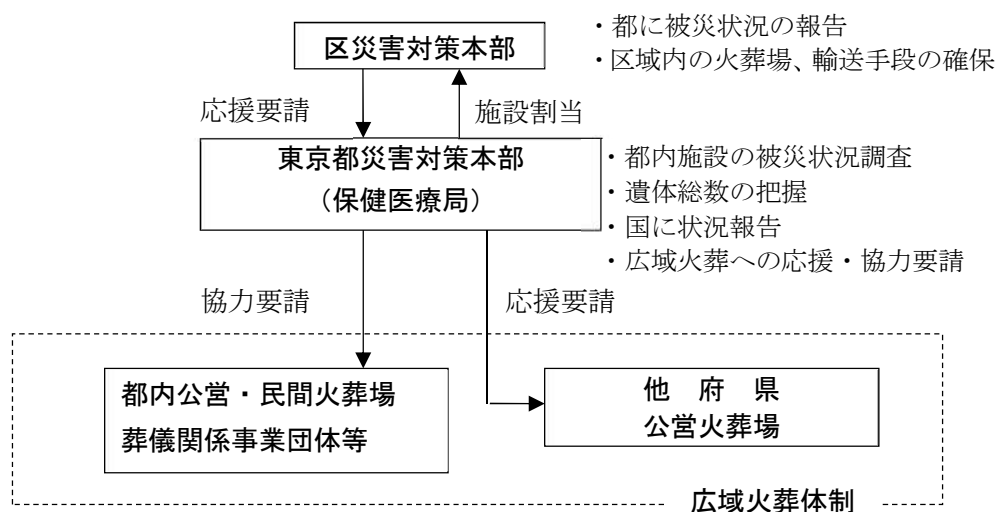 区災害対策本部
・都に被災状況の報告
・区域内の火葬場、輸送手段の確保
応援要請
施設割当
東京都災害対策本部
（保健医療局）
・都内施設の被災状況調査
・遺体総数の把握
・国に状況報告
・広域火葬への応援・協力要請
協力要請
応援要請
都内公営・民間火葬場
葬儀関係事業団体等
他　府　県
公営火葬場
広域火葬体制